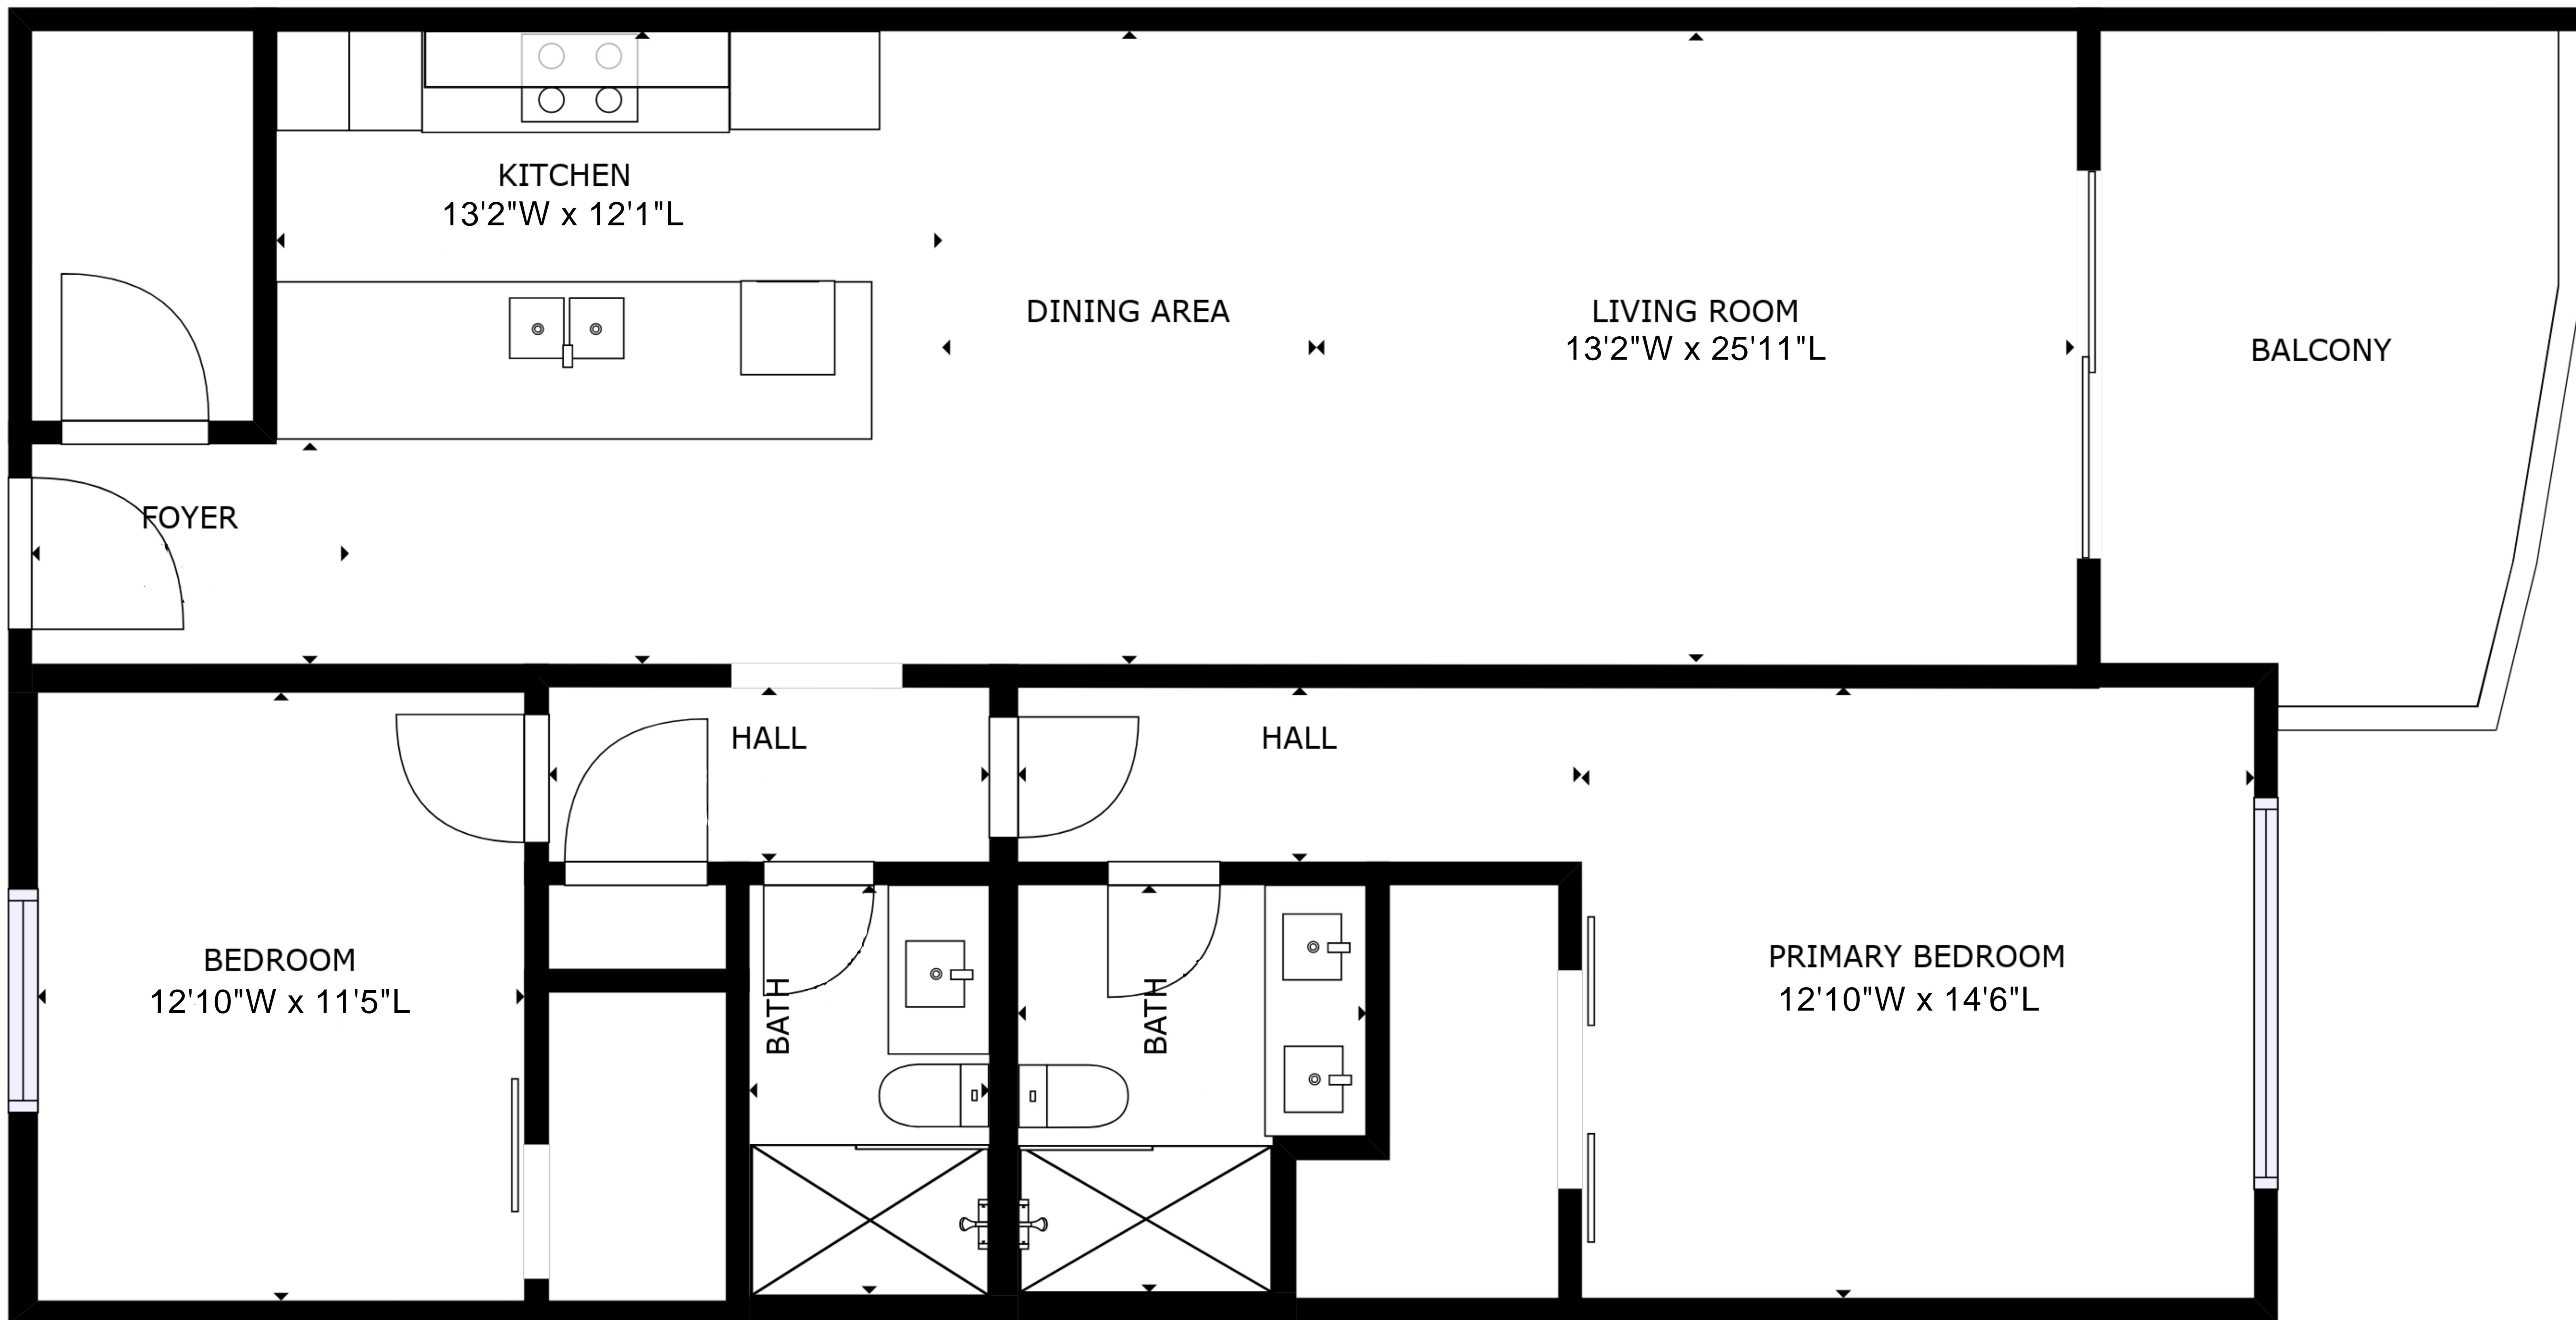 KITCHEN
13'2"W x 12'1"L
DINING AREA
LIVING ROOM
13'2"W x 25'11"L
BALCONY
FOYER
HALL
HALL
BEDROOM
12'10"W x 11'5"L
BATH
BATH
PRIMARY BEDROOM
12'10"W x 14'6"L